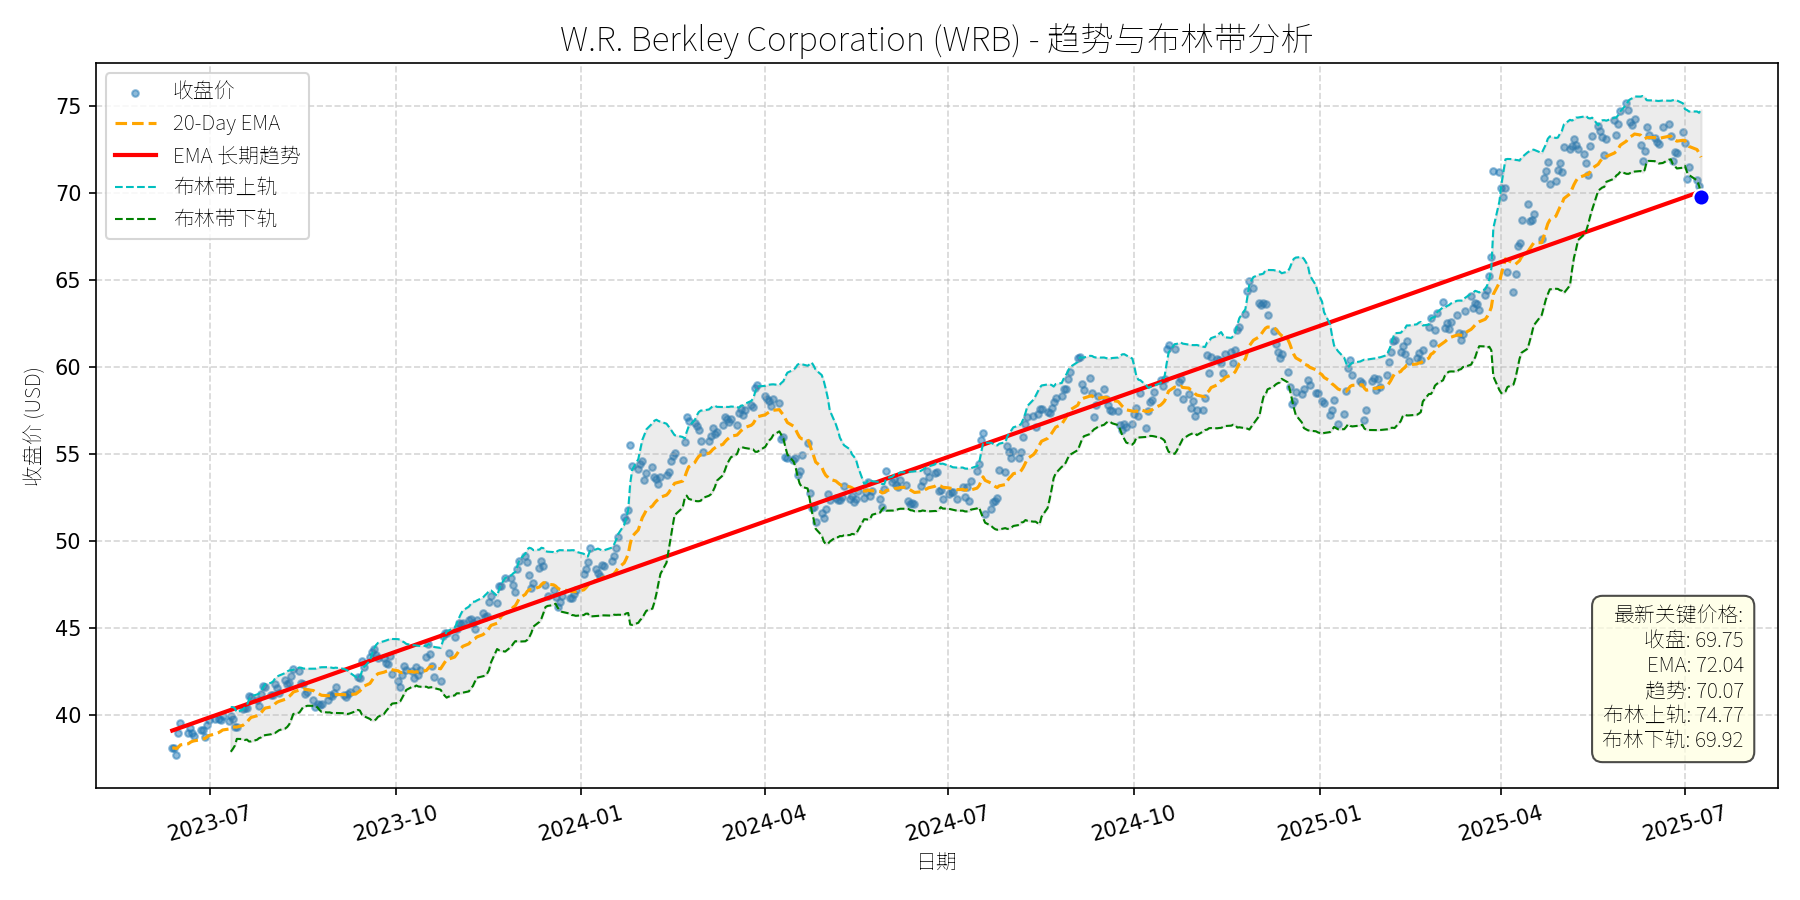 W.R. Berkley Corporation (WRB) - 趋势与布林带分析
收盘价
20-Day EMA
EMA 长期趋势
布林带上轨
布林带下轨
收盘价 (USD)
75
70
65
60
55
50
45
40
最新关键价格:
收盘: 69.75
EMA: 72.04
趋势: 70.07
布林上轨: 74.77
布林下轨: 69.92
2023-07
2023-10
2024-01
2024-04
2024-07
2024-10
2025-01
2025-04
2025-07
日期